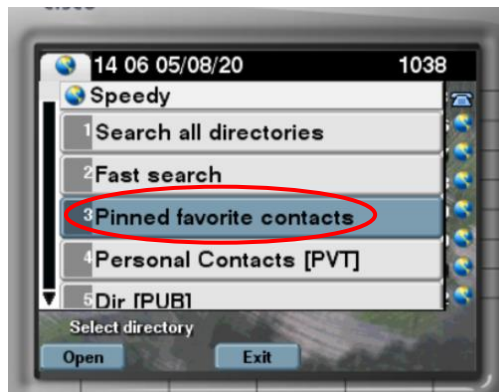 14 06 05/08/20 1038
Speedy
1 Search all directories
2 Fast search
3 Pinned favorite contacts
4 Personal Contacts [PVT]
5 Dir [PUB]
Select directory
Open Exit